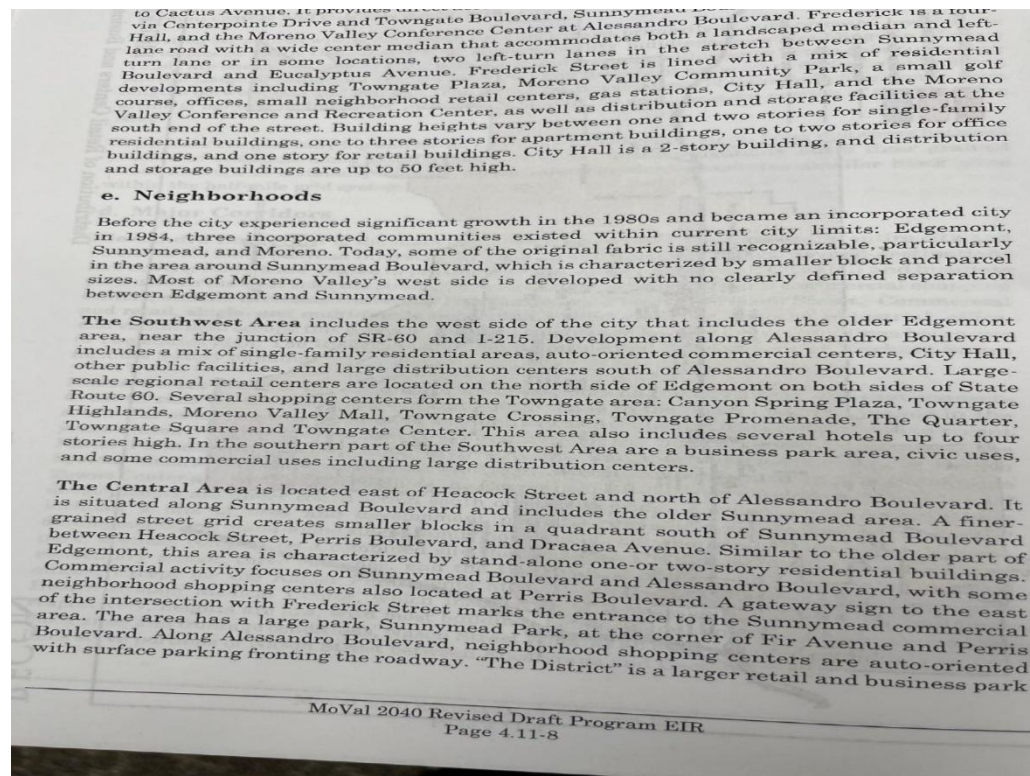 to Cactus Avenue. It provides
via Centerpointe Drive and Towngate Boulevard, Sunnymead
Hall, and the Moreno Valley Conference Center at Alessandro Boulevard. Frederick is a four-
lane road with a wide center median that accommodates both a landscaped median and left-
turn lane or in some locations, two left-turn lanes in the stretch between Sunnymead
Boulevard and Eucalyptus Avenue. Frederick Street is lined with a mix of residential
developments including Towngate Plaza, Moreno Valley Community Park, a small golf
course, offices, small neighborhood retail centers, gas stations, City Hall, and the Moreno
Valley Conference and Recreation Center, as well as distribution and storage facilities at the
south end of the street. Building heights vary between one and two stories for single-family
residential buildings, one to three stories for apartment buildings, one to two stories for office
buildings, and one story for retail buildings. City Hall is a 2-story building, and distribution
and storage buildings are up to 50 feet high.
e. Neighborhoods
Before the city experienced significant growth in the 1980s and became an incorporated city
in 1984, three incorporated communities existed within current city limits: Edgemont,
Sunnymead, and Moreno. Today, some of the original fabric is still recognizable, particularly
in the area around Sunnymead Boulevard, which is characterized by smaller block and parcel
sizes. Most of Moreno Valley's west side is developed with no clearly defined separation
between Edgemont and Sunnymead.
The Southwest Area includes the west side of the city that includes the older Edgemont
area, near the junction of SR-60 and I-215. Development along Alessandro Boulevard
includes a mix of single-family residential areas, auto-oriented commercial centers, City Hall,
other public facilities, and large distribution centers south of Alessandro Boulevard. Large-
scale regional retail centers are located on the north side of Edgemont on both sides of State
Route 60. Several shopping centers form the Towngate area: Canyon Spring Plaza, Towngate
Highlands, Moreno Valley Mall, Towngate Crossing, Towngate Promenade, The Quarter,
Towngate Square and Towngate Center. This area also includes several hotels up to four
stories high. In the southern part of the Southwest Area are a business park area, civic uses,
and some commercial uses including large distribution centers.
The Central Area is located east of Heacock Street and north of Alessandro Boulevard. It
is situated along Sunnymead Boulevard and includes the older Sunnymead area. A finer-
grained street grid creates smaller blocks in a quadrant south of Sunnymead Boulevard
between Heacock Street, Perris Boulevard, and Dracaea Avenue. Similar to the older part of
Edgemont, this area is characterized by stand-alone one-or two-story residential buildings.
Commercial activity focuses on Sunnymead Boulevard and Alessandro Boulevard, with some
neighborhood shopping centers also located at Perris Boulevard. A gateway sign to the east
of the intersection with Frederick Street marks the entrance to the Sunnymead commercial
area. The area has a large park, Sunnymead Park, at the corner of Fir Avenue and Perris
Boulevard. Along Alessandro Boulevard, neighborhood shopping centers are auto-oriented
with surface parking fronting the roadway. “The District” is a larger retail and business park
MoVal 2040 Revised Draft Program EIR
Page 4.11-8